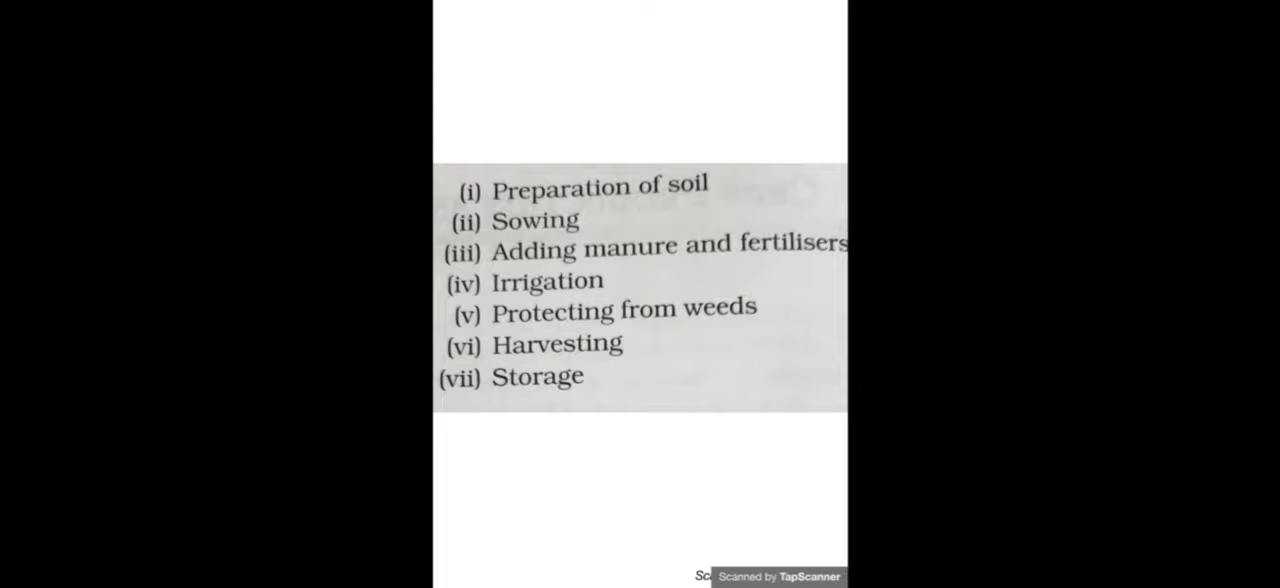 (i) Preparation of soil
(ii) Sowing
(iii) Adding manure and fertilisers
(iv) Irrigation
(v) Protecting from weeds
(vi) Harvesting
(vii) Storage
Scanned by TapScanner